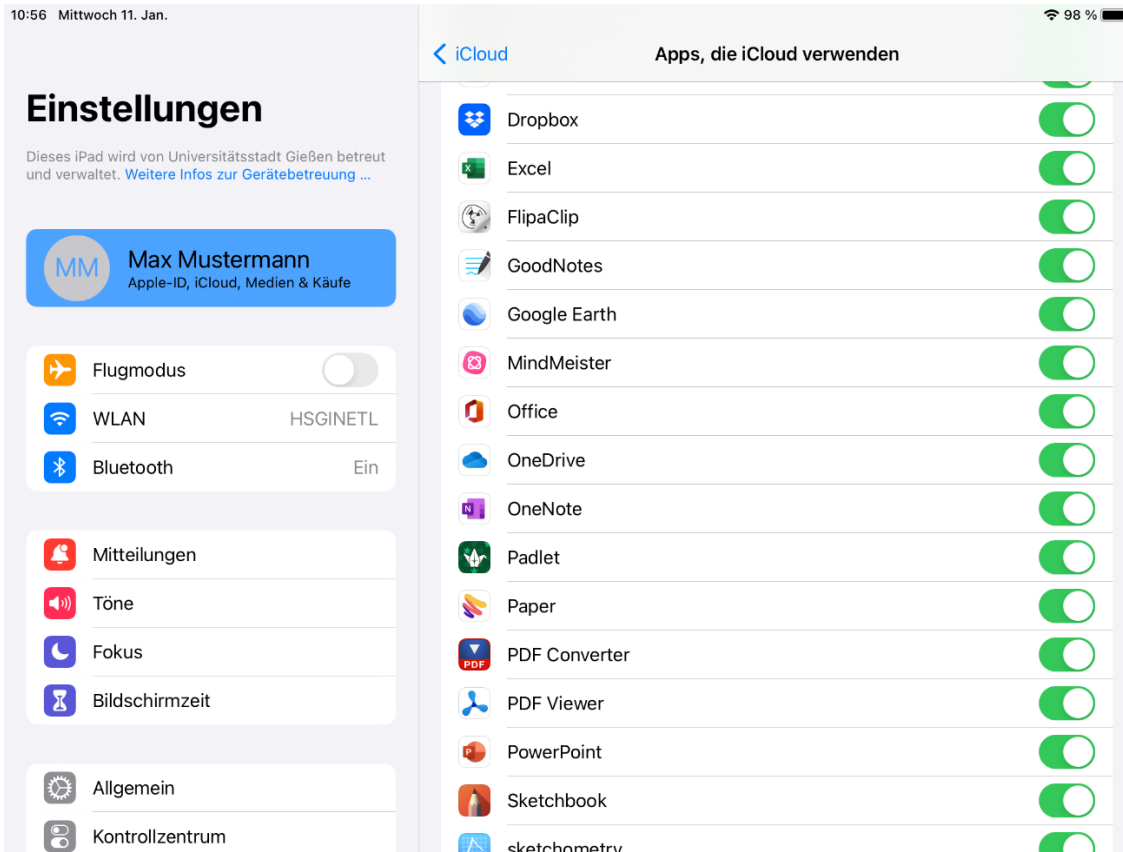 10:56 Mittwoch 11. Jan.
98 %
Einstellungen
Dieses iPad wird von Universitätsstadt Gießen betreut
und verwaltet. Weitere Infos zur Gerätebetreuung ...
MM
Max Mustermann
Apple-ID, iCloud, Medien & Käufe
Flugmodus
WLAN HSGINETL
Bluetooth Ein
Mitteilungen
Töne
Fokus
Bildschirmzeit
Allgemein
Kontrollzentrum
iCloud
Apps, die iCloud verwenden
Dropbox
Excel
FlipaClip
GoodNotes
Google Earth
MindMeister
Office
OneDrive
OneNote
Padlet
Paper
PDF
PDF Converter
PDF Viewer
PowerPoint
Sketchbook
sketchometry